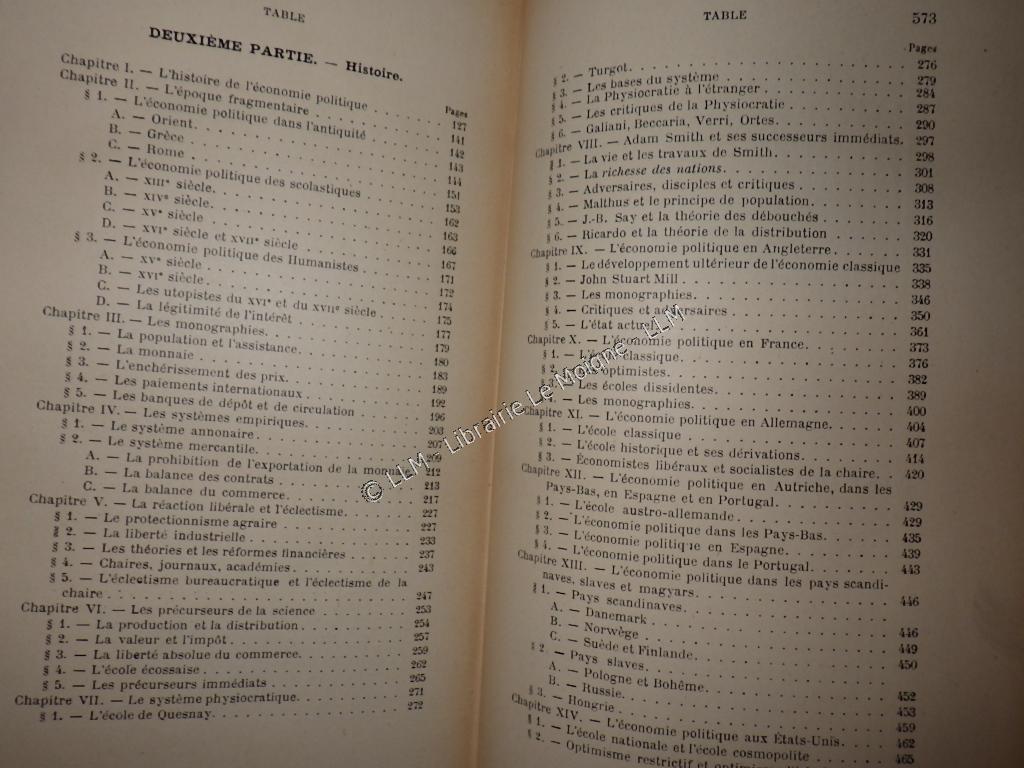 TABLE
DEUXIÈME PARTIE. — Histoire.
Pages
Chapitre I. — L'histoire de l'économie politique . . . 127
Chapitre II. — L'époque fragmentaire . . . 141
§ 1. — L'économie politique dans l'antiquité . . . 142
A. — Orient. . . . 143
B. — Grèce . . . 144
C. — Rome . . . 151
§ 2. — L'économie politique des scolastiques . . . 153
A. — XIIIe siècle. . . . 162
B. — XIVe siècle. . . . 163
C. — XVe siècle . . . 166
D. — XVIe siècle et XVIIe siècle . . . 167
§ 3. — L'économie politique des Humanistes . . . 171
A. — XVe siècle . . . 172
B. — XVIe siècle. . . . 174
C. — Les utopistes du XVIe et du XVIIe siècle . . . 175
D. — La légitimité de l'intérêt . . . 177
Chapitre III. — Les monographies. . . . 179
§ 1. — La population et l'assistance. . . . 180
§ 2. — La monnaie . . . 183
§ 3. — L'enchérissement des prix. . . . 189
§ 4. — Les paiements internationaux . . . 192
§ 5. — Les banques de dépôt et de circulation . . . 196
Chapitre IV. — Les systèmes empiriques. . . . 203
§ 1. — Le système annonaire . . . 207
§ 2. — Le système mercantile. . . . 209
A. — La prohibition de l'exportation de la monnaie. 212
B. — La balance des contrats . . . 213
C. — La balance du commerce. . . . 217
Chapitre V. — La réaction libérale et l'éclectisme. . . . 227
§ 1. — Le protectionnisme agraire . . . 227
§ 2. — La liberté industrielle . . . 233
§ 3. — Les théories et les réformes financières . . . 237
§ 4. — Chaires, journaux, académies. . . . 243
§ 5. — L'éclectisme bureaucratique et l'éclectisme de la
chaire . . . 247
Chapitre VI. — Les précurseurs de la science . . . 253
§ 1. — La production et la distribution. . . . 254
§ 2. — La valeur et l'impôt. . . . 257
§ 3. — La liberté absolue du commerce. . . . 259
§ 4. — L'école écossaise . . . 262
§ 5. — Les précurseurs immédiats . . . 265
Chapitre VII. — Le système physiocratique. . . . 271
§ 1. — L'école de Quesnay. . . . 272
TABLE 573
Pages
§ 2. — Turgot. . . . 276
§ 3. — Les bases du système . . . 279
§ 4. — La Physiocratie à l'étranger . . . 284
§ 5. — Les critiques de la Physiocratie . . . 287
§ 6. — Galiani, Beccaria, Verri, Ortes. . . . 290
Chapitre VIII. — Adam Smith et ses successeurs immédiats. 297
§ 1. — La vie et les travaux de Smith. . . . 298
§ 2. — La richesse des nations. . . . 301
§ 3. — Adversaires, disciples et critiques . . . 308
§ 4. — Malthus et le principe de population. . . . 313
§ 5. — J.-B. Say et la théorie des débouchés . . . 316
§ 6. — Ricardo et la théorie de la distribution . . . 320
Chapitre IX. — L'économie politique en Angleterre. . . . 331
§ 1. — Le développement ultérieur de l'économie classique 335
§ 2. — John Stuart Mill . . . 338
§ 3. — Les monographies. . . . 346
§ 4. — Critiques et adversaires . . . 350
§ 5. — L'état actuel . . . 361
Chapitre X. — L'économie politique en France. . . . 373
§ 1. — L'école classique. . . . 376
§ 2. optimistes. . . . 382
§ 3. — Les écoles dissidentes. . . . 389
§ 4. — Les monographies. . . . 400
Chapitre XI. — L'économie politique en Allemagne. . . . 404
§ 1. — L'école classique . . . 407
§ 2. — L'école historique et ses dérivations. . . . 414
§ 3. — Économistes libéraux et socialistes de la chaire. . 420
Chapitre XII. — L'économie politique en Autriche, dans les
Pays-Bas, en Espagne et en Portugal. . . . 429
§ 1. — L'école austro-allemande. . . . 429
§ 2. — L'économie politique dans les Pays-Bas. . . . 435
§ 3. — L'économie politique en Espagne. . . . 439
§ 4. — L'économie politique dans le Portugal. . . . 443
Chapitre XIII. — L'économie politique dans les pays scandi-
naves, slaves et magyars. . . . 446
§ 1. — Pays scandinaves. . . .
A. — Danemark . . . 446
B. — Norwège . . . 449
C. — Suède et Finlande. . . . 450
§ 2 — Pays slaves. . . .
A. — Pologne et Bohême. . . . 452
B. — Russie. . . . 453
§ 3. — Hongrie. . . . 459
Chapitre XIV. — L'économie politique aux États-Unis. . . . 462
§ 1. — L'école nationale et l'école cosmopolite . . . 465
§ 2. — Optimisme restrictif et
© LLM Librairie Le Moigne LLM